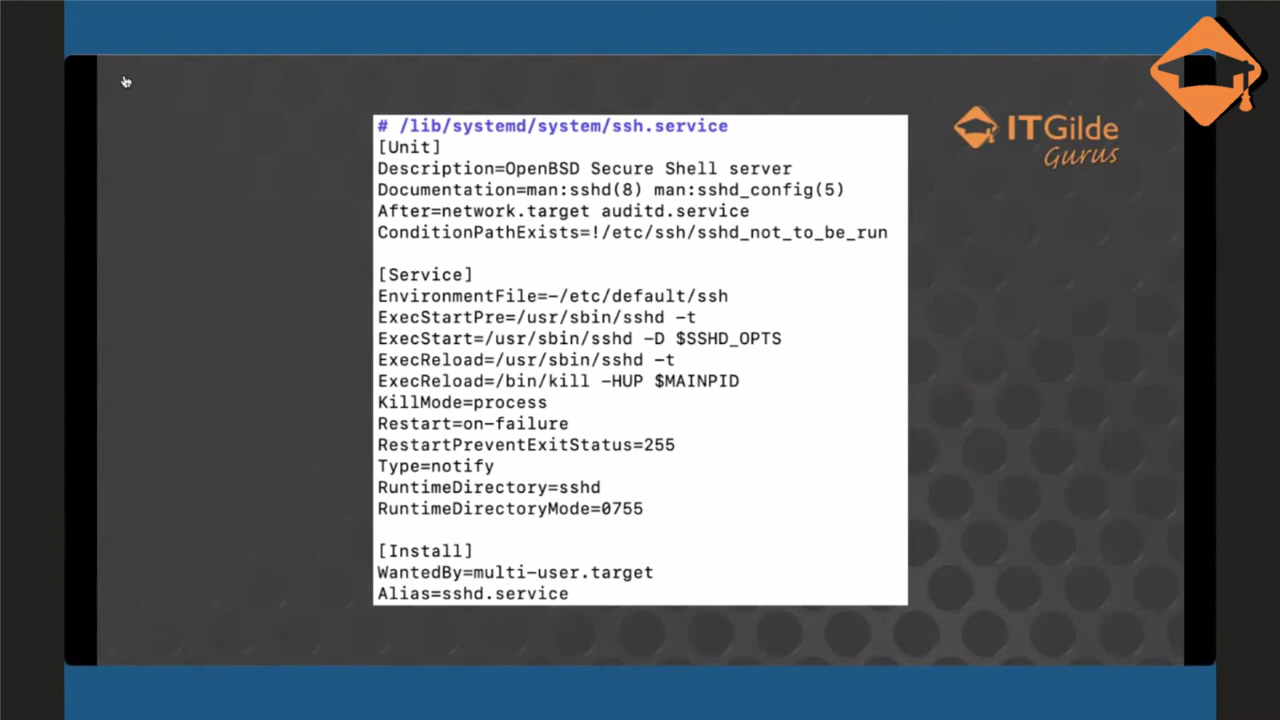 # /lib/systemd/system/ssh.service
[Unit]
Description=OpenBSD Secure Shell server
Documentation=man:sshd(8) man:sshd_config(5)
After=network.target auditd.service
ConditionPathExists=!/etc/ssh/sshd_not_to_be_run
[Service]
EnvironmentFile=-/etc/default/ssh
ExecStartPre=/usr/sbin/sshd -t
ExecStart=/usr/sbin/sshd -D $SSHD_OPTS
ExecReload=/usr/sbin/sshd -t
ExecReload=/bin/kill -HUP $MAINPID
KillMode=process
Restart=on-failure
RestartPreventExitStatus=255
Type=notify
RuntimeDirectory=sshd
RuntimeDirectoryMode=0755
[Install]
WantedBy=multi-user.target
Alias=sshd.service
ITGilde
Gurus